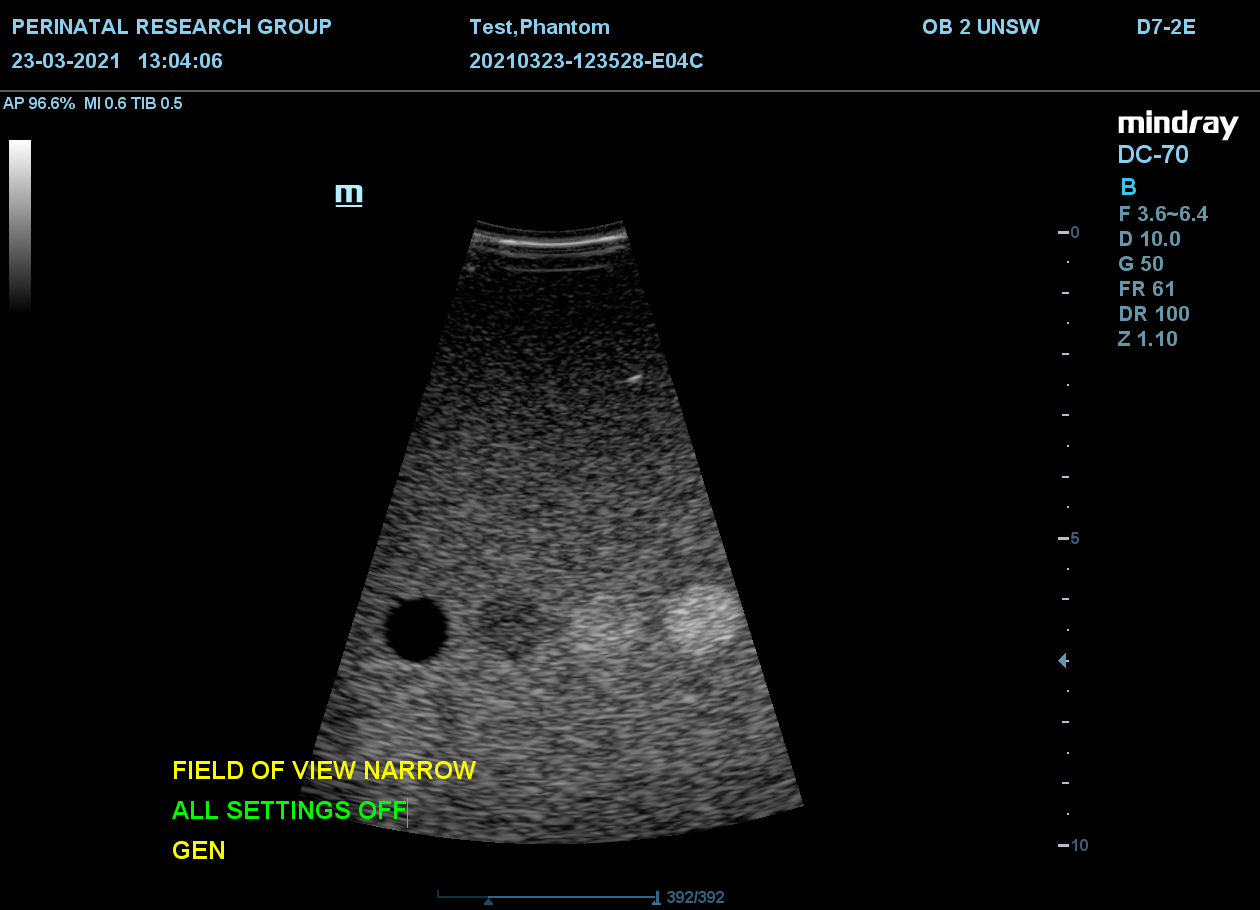 PERINATAL RESEARCH GROUP Test,Phantom OB 2 UNSW D7-2E
23-03-2021 13:04:06 20210323-123528-E04C
AP 96.6% MI 0.6 TIB 0.5
mindray
DC-70
m
B
F 3.6~6.4
D 10.0
G 50
FR 61
DR 100
Z 1.10
0
5
10
FIELD OF VIEW NARROW
ALL SETTINGS OFF
GEN
392/392